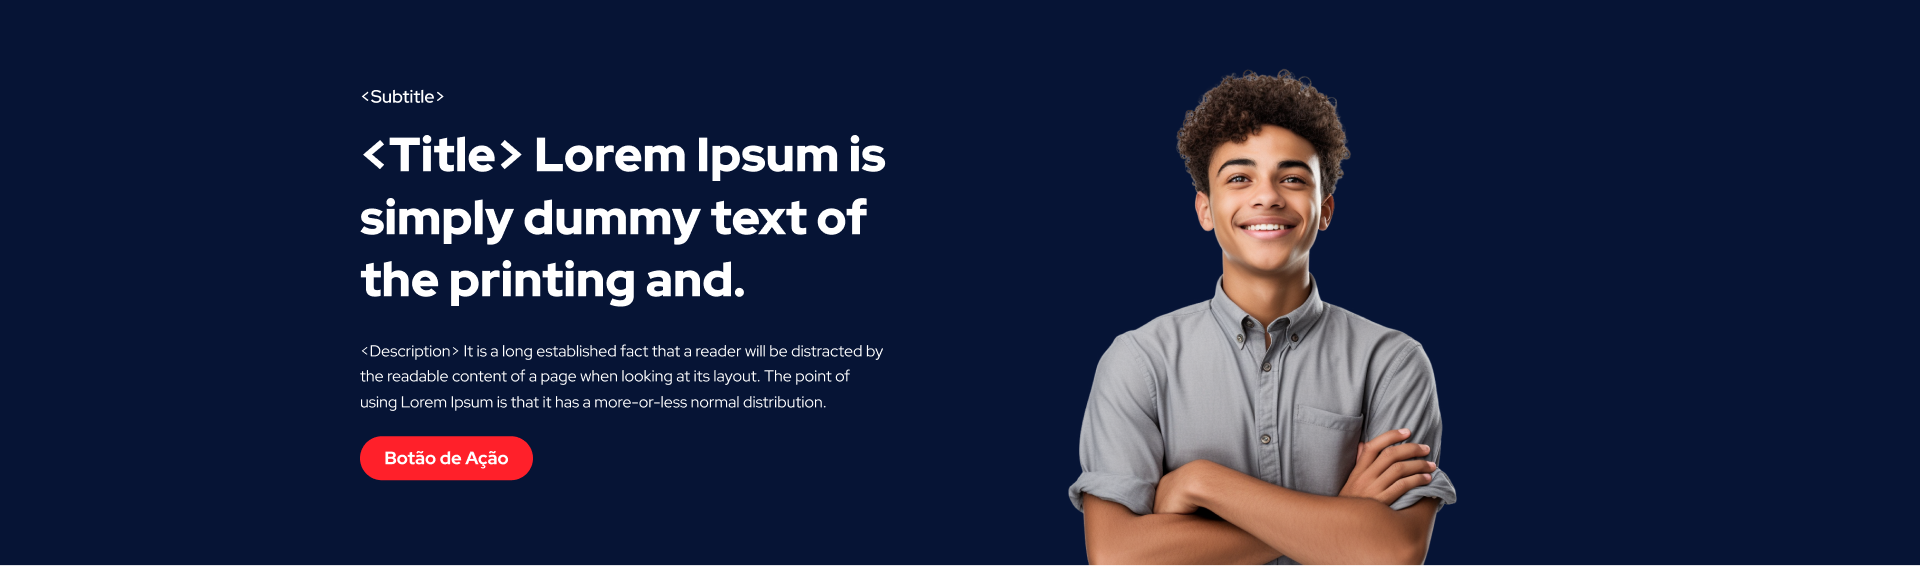 <Subtitle>
<Title> Lorem Ipsum is
simply dummy text of
the printing and.
<Description> It is a long established fact that a reader will be distracted by
the readable content of a page when looking at its layout. The point of
using Lorem Ipsum is that it has a more-or-less normal distribution.
Botão de Ação